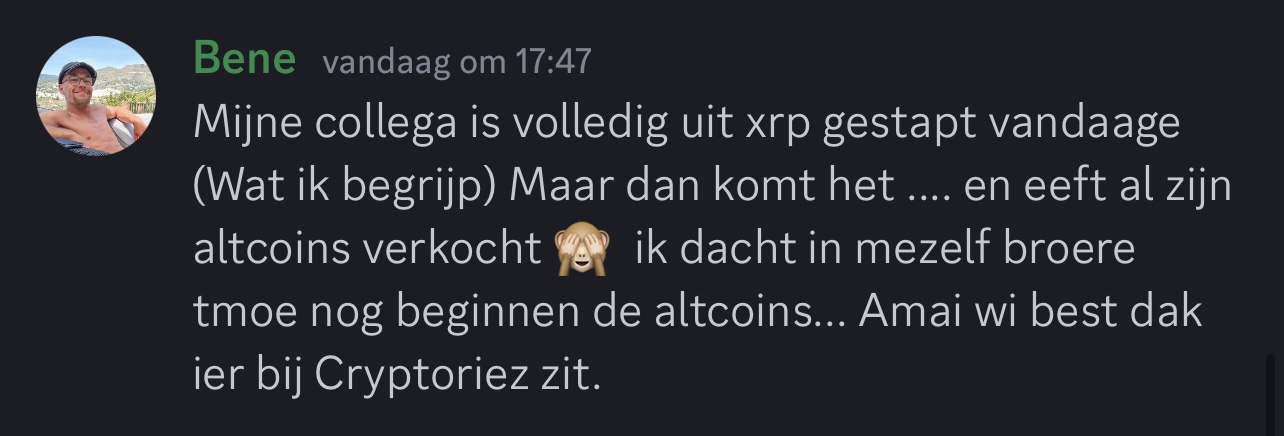 Bene vandaag om 17:47
Mijne collega is volledig uit xrp gestapt vandaage
(Wat ik begrijp) Maar dan komt het .... en eeft al zijn
altcoins verkocht 🙈 ik dacht in mezelf broere
tmoe nog beginnen de altcoins... Amai wi best dak
ier bij Cryptoriez zit.